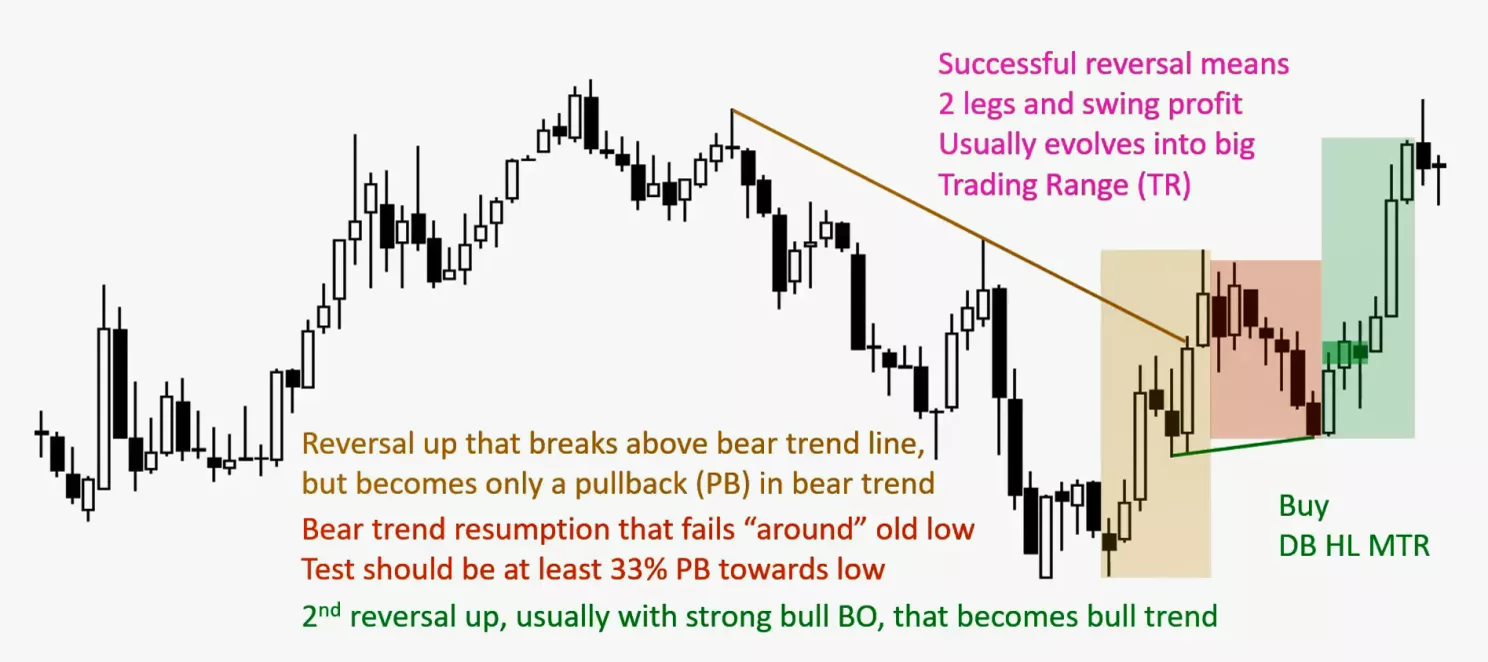 Successful reversal means
2 legs and swing profit
Usually evolves into big
Trading Range (TR)
Reversal up that breaks above bear trend line,
but becomes only a pullback (PB) in bear trend
Bear trend resumption that fails “around” old low
Test should be at least 33% PB towards low
2nd reversal up, usually with strong bull BO, that becomes bull trend
Buy
DB HL MTR